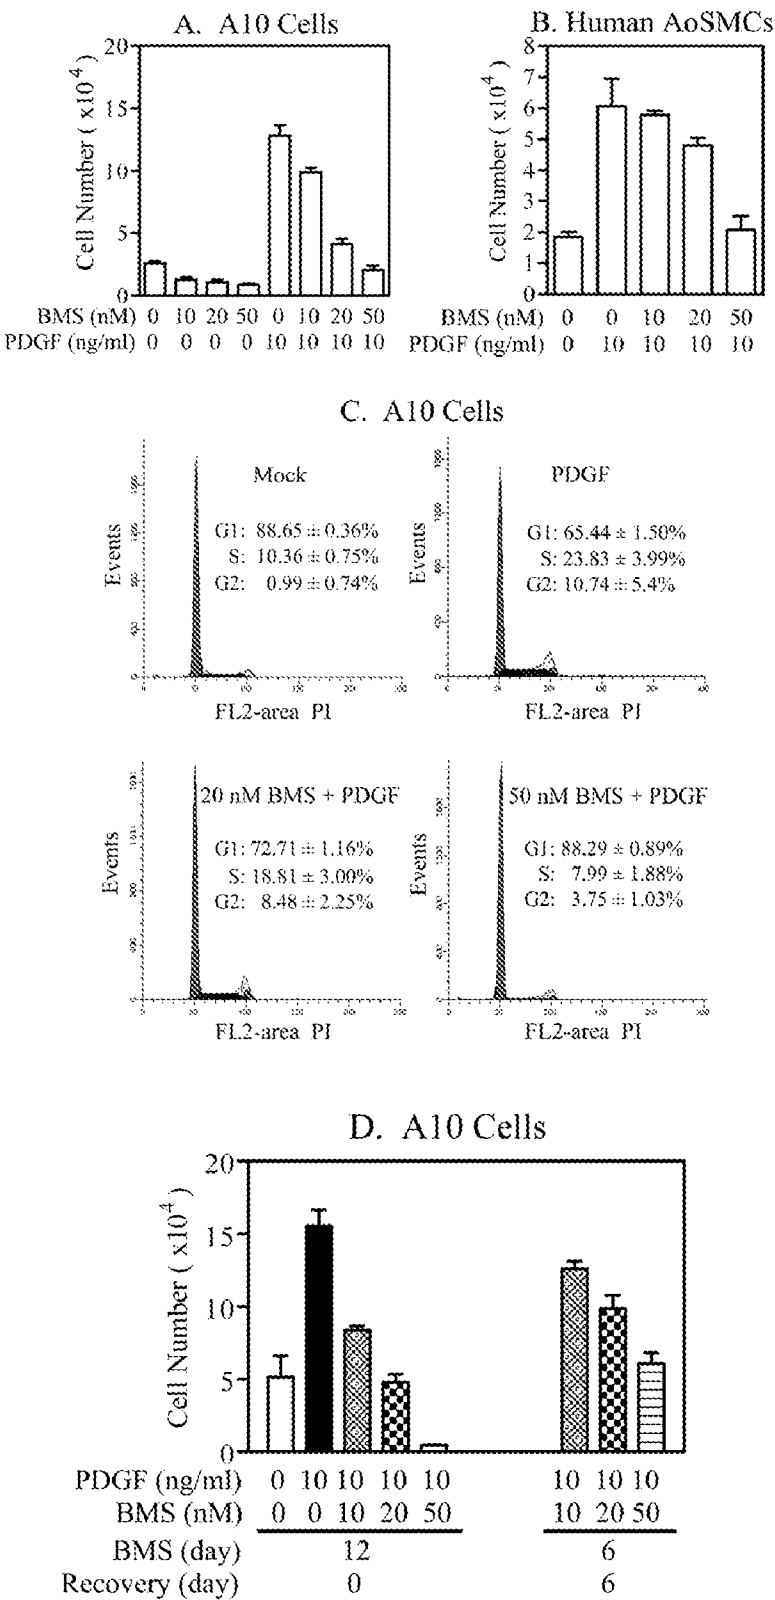 A. A10 Cells
Cell Number ( x10⁴ )
20
15
10
5
0
BMS (nM) 0 10 20 50 0 10 20 50
PDGF (ng/ml) 0 0 0 0 10 10 10 10
B. Human AoSMCs
Cell Number ( x10⁴ )
8
7
6
5
4
3
2
1
0
BMS (nM) 0 0 10 20 50
PDGF (ng/ml) 0 10 10 10 10
C. A10 Cells
Mock
G1: 88.65 ± 0.36%
S: 10.36 ± 0.75%
G2: 0.99 ± 0.74%
Events
FL2-area PI
PDGF
G1: 65.44 ± 1.50%
S: 23.83 ± 3.99%
G2: 10.74 ± 5.4%
Events
FL2-area PI
20 nM BMS + PDGF
G1: 72.71 ± 1.16%
S: 18.81 ± 3.00%
G2: 8.48 ± 2.25%
Events
FL2-area PI
50 nM BMS + PDGF
G1: 88.29 ± 0.89%
S: 7.99 ± 1.88%
G2: 3.75 ± 1.03%
Events
FL2-area PI
D. A10 Cells
Cell Number ( x10⁴ )
20
15
10
5
0
PDGF (ng/ml) 0 10 10 10 10 10 10 10
BMS (nM) 0 0 10 20 50 10 20 50
BMS (day) 12 6
Recovery (day) 0 6